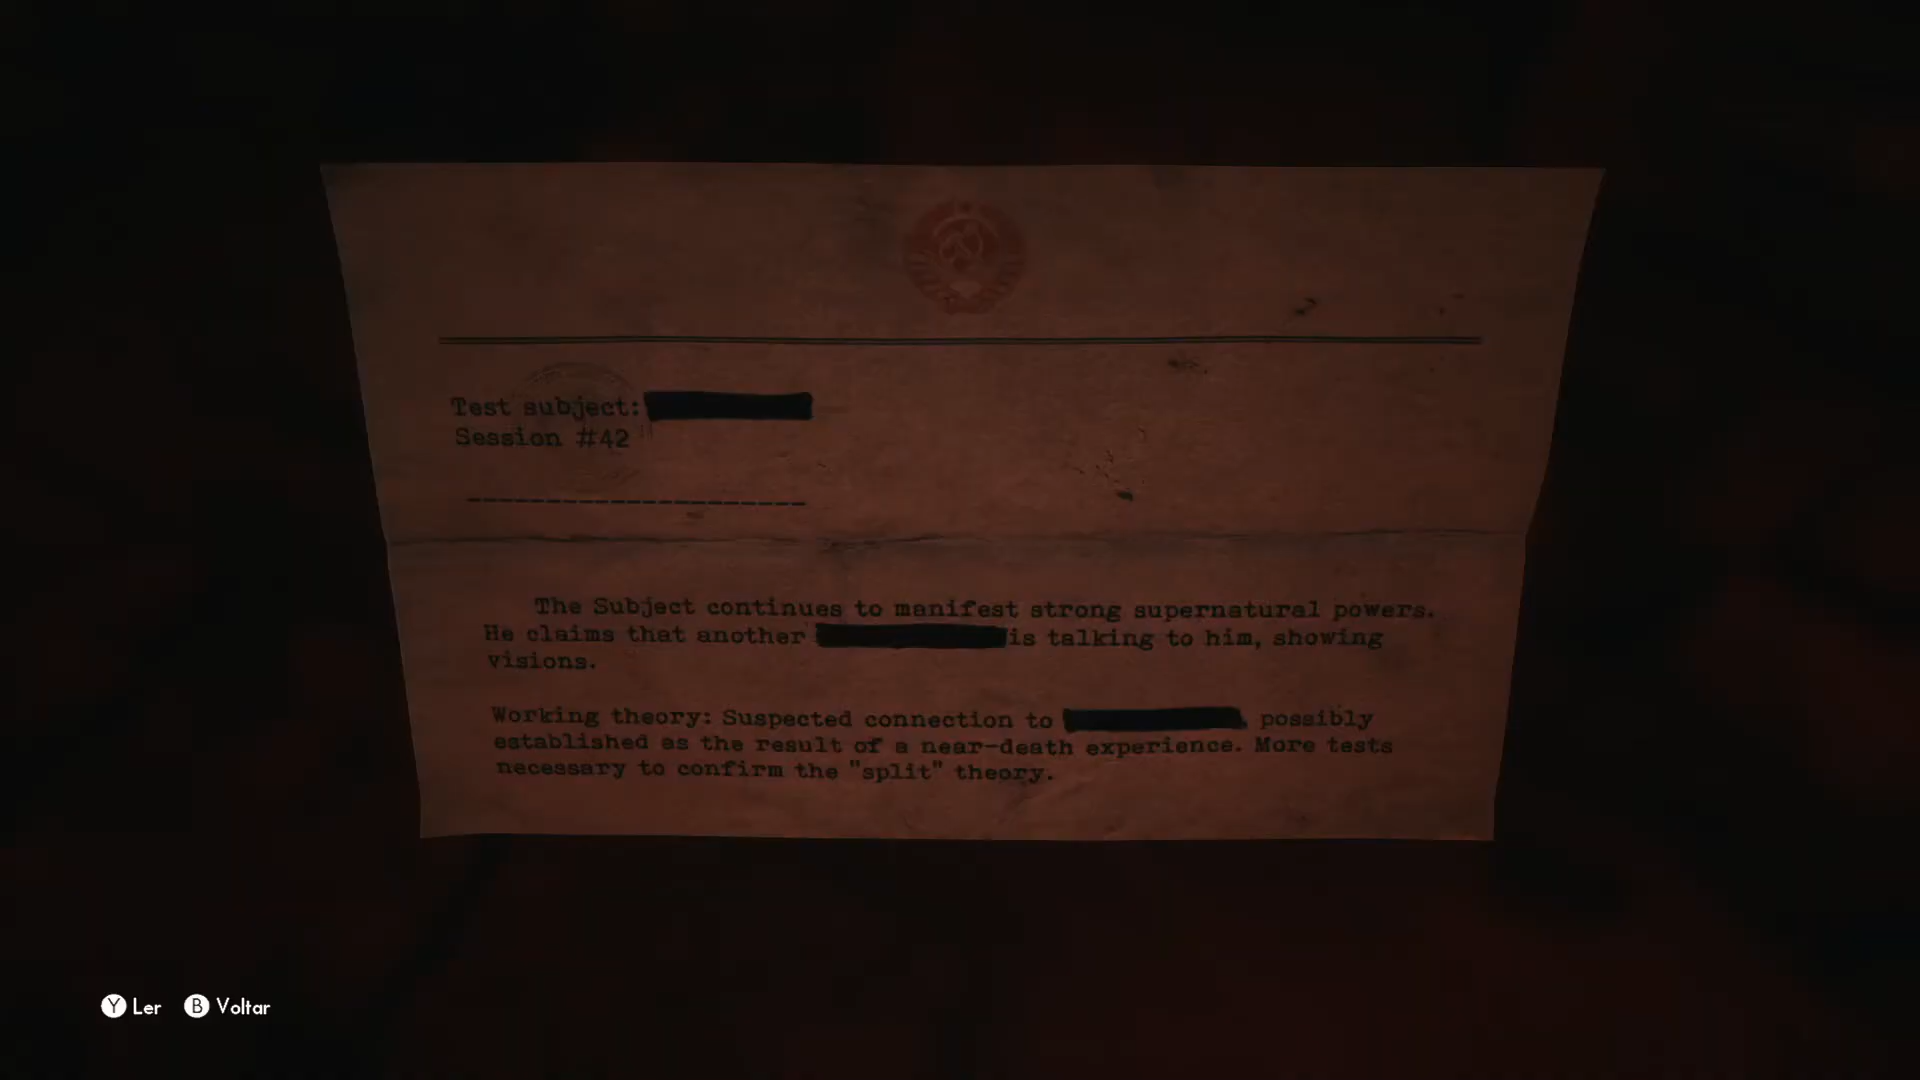 Test subject:
Session #42
The Subject continues to manifest strong supernatural powers.
He claims that another is talking to him, showing
visions.
Working theory: Suspected connection to possibly
established as the result of a near-death experience. More tests
necessary to confirm the "split" theory.
Y Ler B Voltar